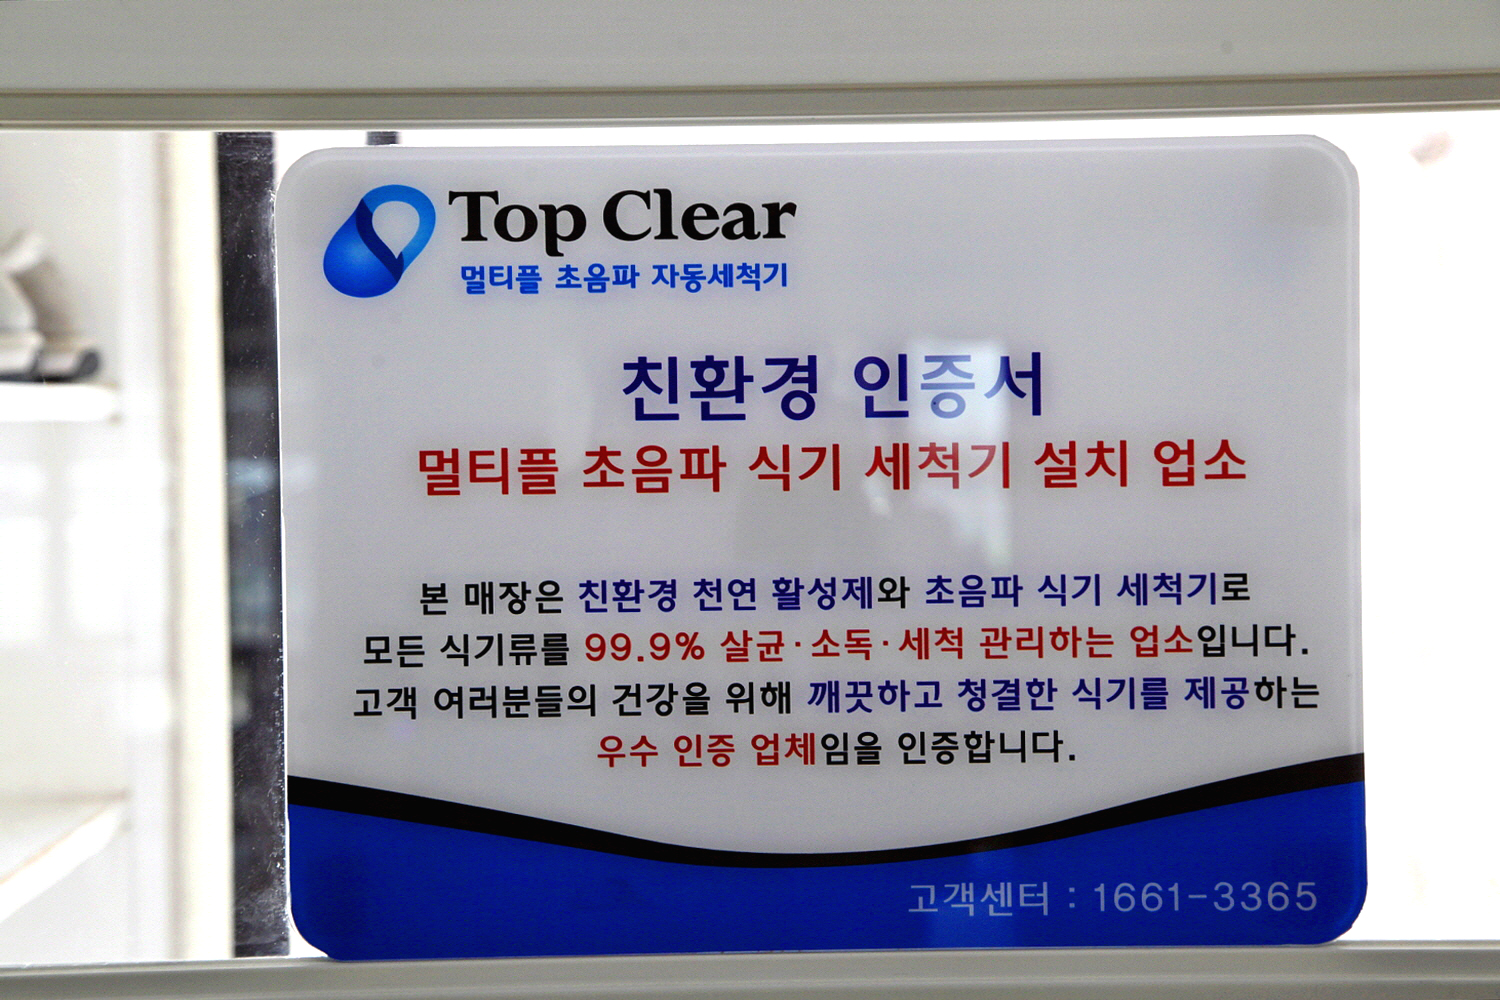 Top Clear
멀티플 초음파 자동세척기
친환경 인증서
멀티플 초음파 식기 세척기 설치 업소
본 매장은 친환경 천연 활성제와 초음파 식기 세척기로
모든 식기류를 99.9% 살균·소독·세척 관리하는 업소입니다.
고객 여러분들의 건강을 위해 깨끗하고 청결한 식기를 제공하는
우수 인증 업체임을 인증합니다.
고객센터 : 1661-3365